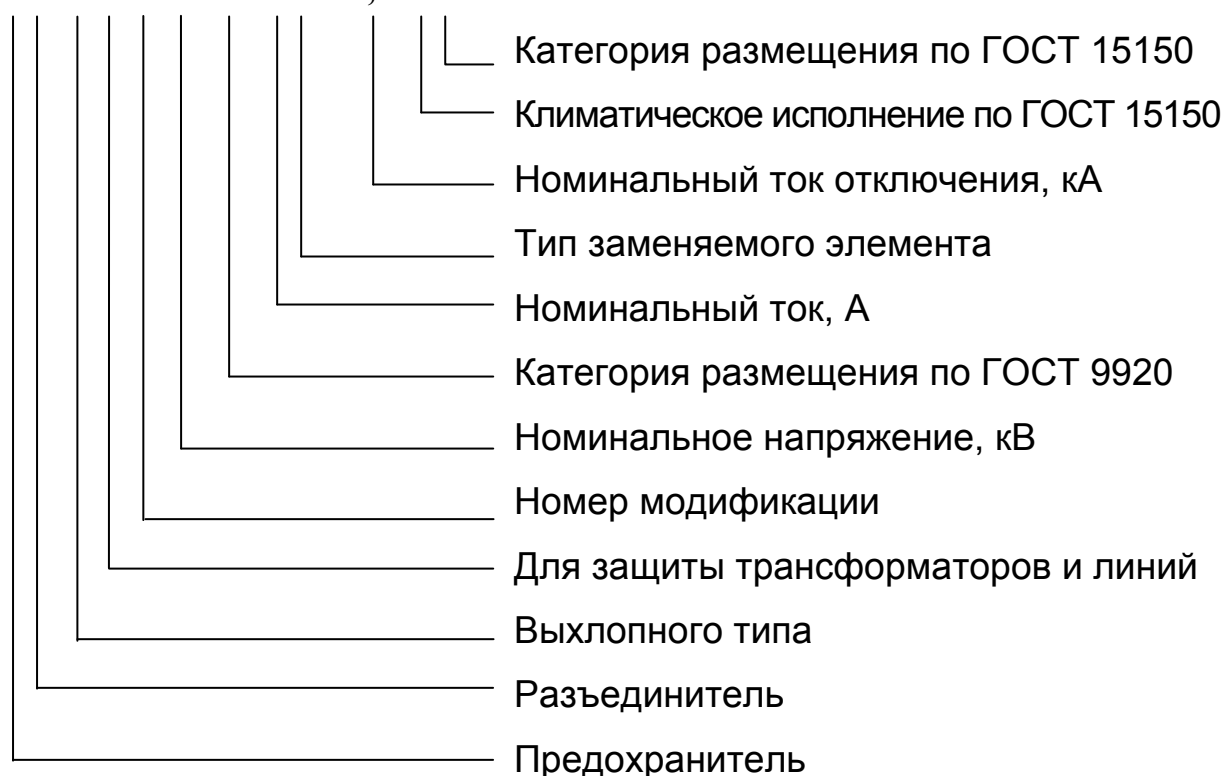 Категория размещения по ГОСТ 15150
Климатическое исполнение по ГОСТ 15150
Номинальный ток отключения, кА
Тип заменяемого элемента
Номинальный ток, А
Категория размещения по ГОСТ 9920
Номинальное напряжение, кВ
Номер модификации
Для защиты трансформаторов и линий
Выхлопного типа
Разъединитель
Предохранитель